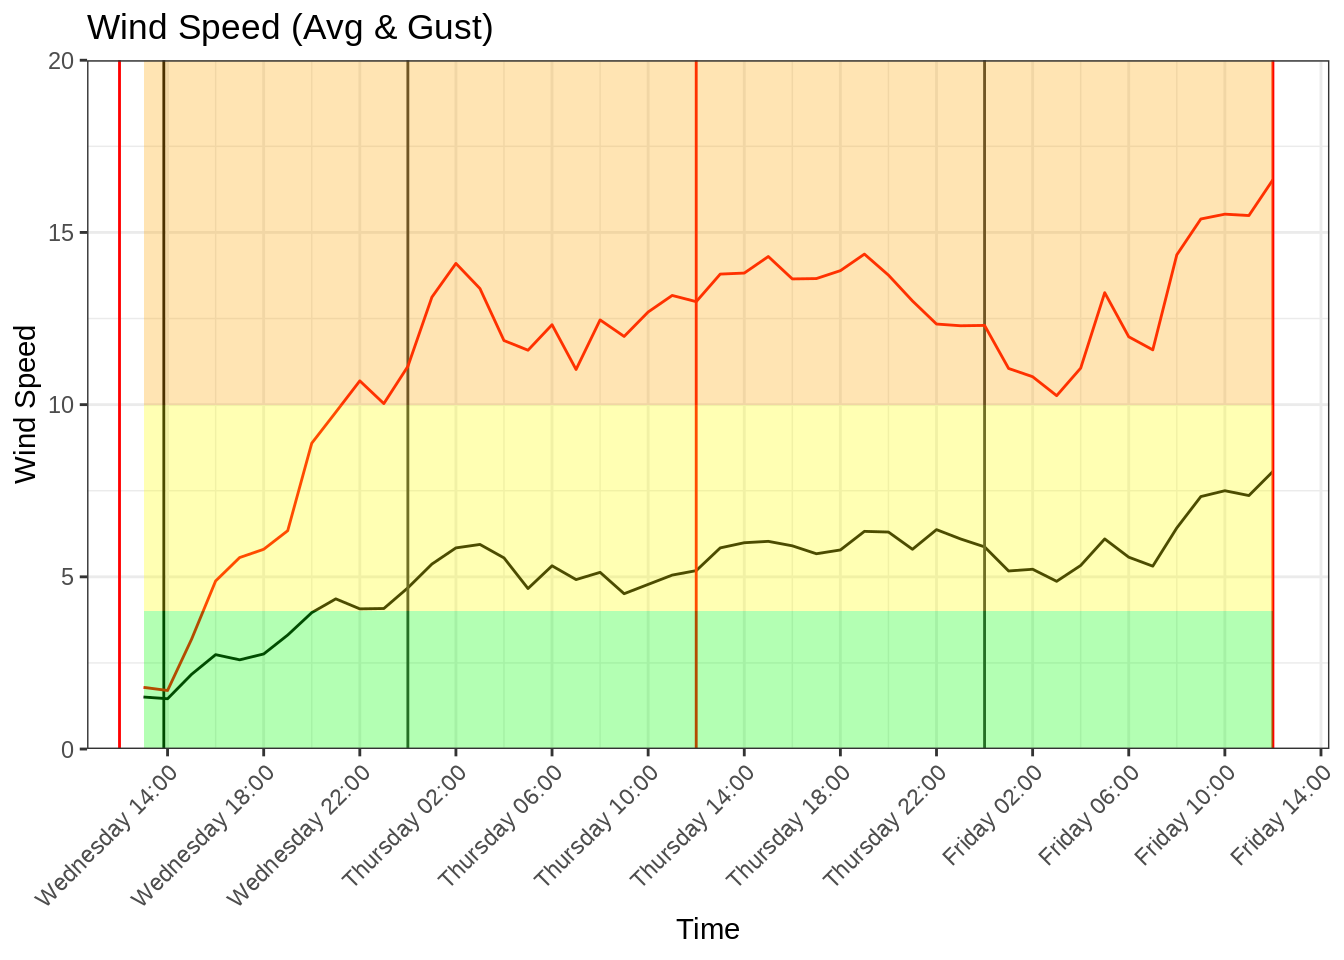 Wind Speed (Avg & Gust)
20
15
10
5
0
Wind Speed
Wednesday 14:00
Wednesday 18:00
Wednesday 22:00
Thursday 02:00
Thursday 06:00
Thursday 10:00
Thursday 14:00
Thursday 18:00
Thursday 22:00
Friday 02:00
Friday 06:00
Friday 10:00
Friday 14:00
Time